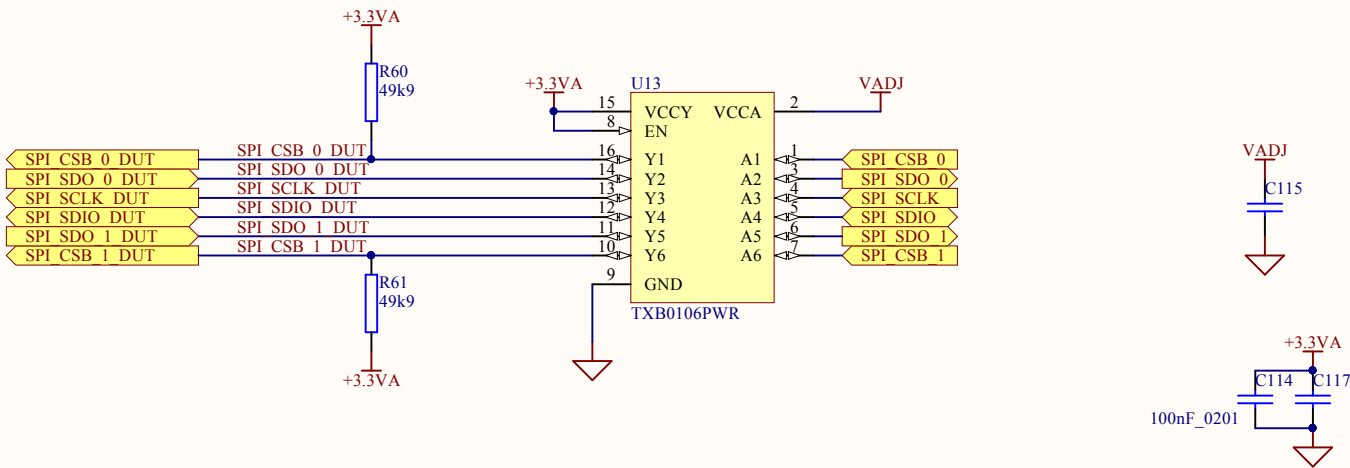 +3.3VA
R60
49k9
+3.3VA
U13
VADJ
15 VCCY VCCA 2
8 EN
SPI_CSB_0_DUT SPI_CSB_0_DUT 16 Y1 A1 1 SPI_CSB_0
SPI_SDO_0_DUT SPI_SDO_0_DUT 14 Y2 A2 3 SPI_SDO_0
SPI_SCLK_DUT SPI_SCLK_DUT 13 Y3 A3 4 SPI_SCLK
SPI_SDIO_DUT SPI_SDIO_DUT 12 Y4 A4 5 SPI_SDIO
SPI_SDO_1_DUT SPI_SDO_1_DUT 11 Y5 A5 6 SPI_SDO_1
SPI_CSB_1_DUT SPI_CSB_1_DUT 10 Y6 A6 7 SPI_CSB_1
9 GND
R61
49k9
TXB0106PWR
+3.3VA
VADJ
C115
+3.3VA
C114 C117
100nF_0201